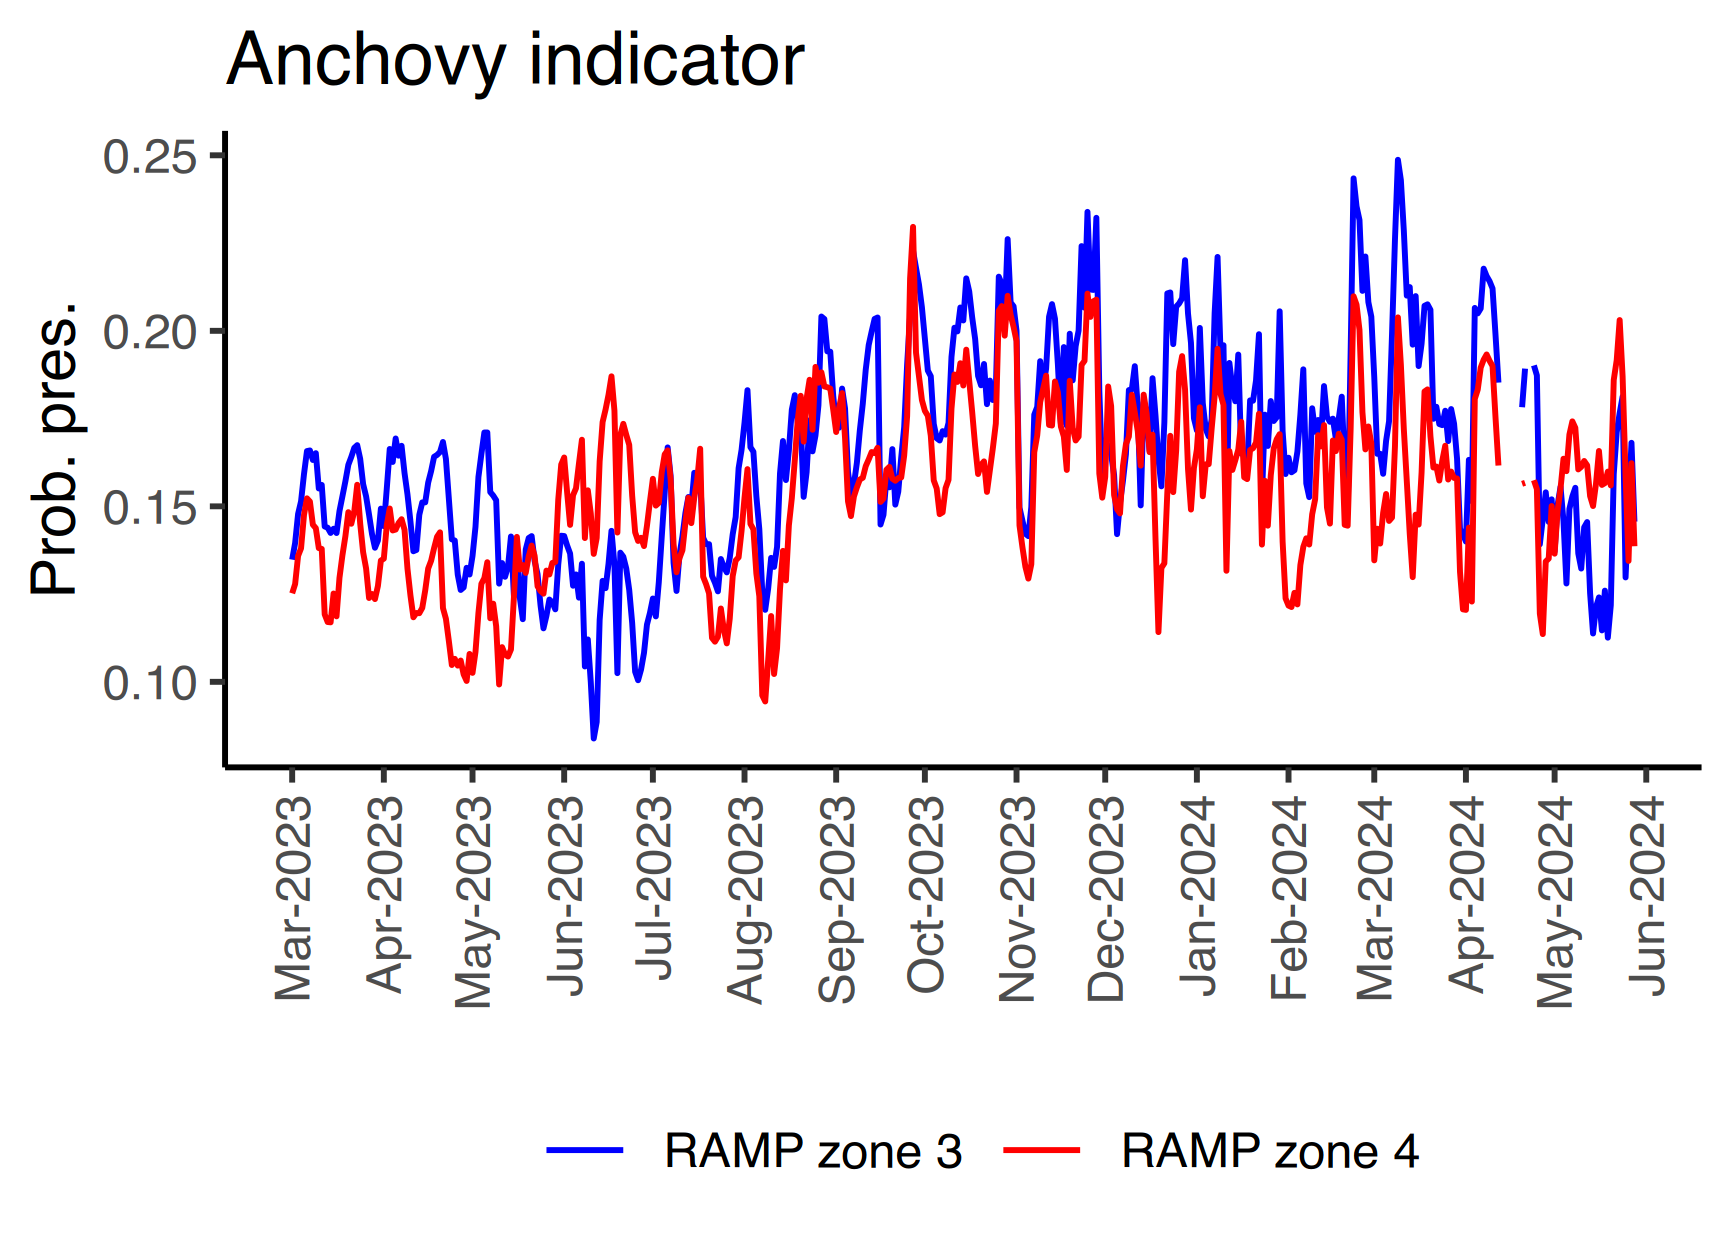 Anchovy indicator
Prob. pres.
0.25
0.20
0.15
0.10
Mar-2023
Apr-2023
May-2023
Jun-2023
Jul-2023
Aug-2023
Sep-2023
Oct-2023
Nov-2023
Dec-2023
Jan-2024
Feb-2024
Mar-2024
Apr-2024
May-2024
Jun-2024
RAMP zone 3 RAMP zone 4